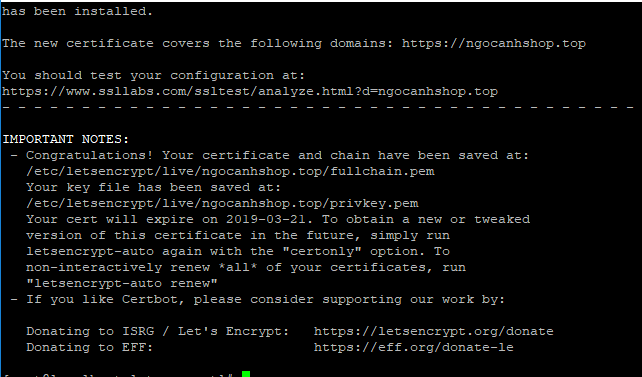 has been installed.
The new certificate covers the following domains: https://ngocanhshop.top
You should test your configuration at:
https://www.ssllabs.com/ssltest/analyze.html?d=ngocanhshop.top
- - - - - - - - - - - - - - - - - - - - - - - - - - - - - - - - - - - - - - - -
IMPORTANT NOTES:
- Congratulations! Your certificate and chain have been saved at:
/etc/letsencrypt/live/ngocanhshop.top/fullchain.pem
Your key file has been saved at:
/etc/letsencrypt/live/ngocanhshop.top/privkey.pem
Your cert will expire on 2019-03-21. To obtain a new or tweaked
version of this certificate in the future, simply run
letsencrypt-auto again with the "certonly" option. To
non-interactively renew *all* of your certificates, run
"letsencrypt-auto renew"
- If you like Certbot, please consider supporting our work by:
Donating to ISRG / Let's Encrypt: https://letsencrypt.org/donate
Donating to EFF: https://eff.org/donate-le